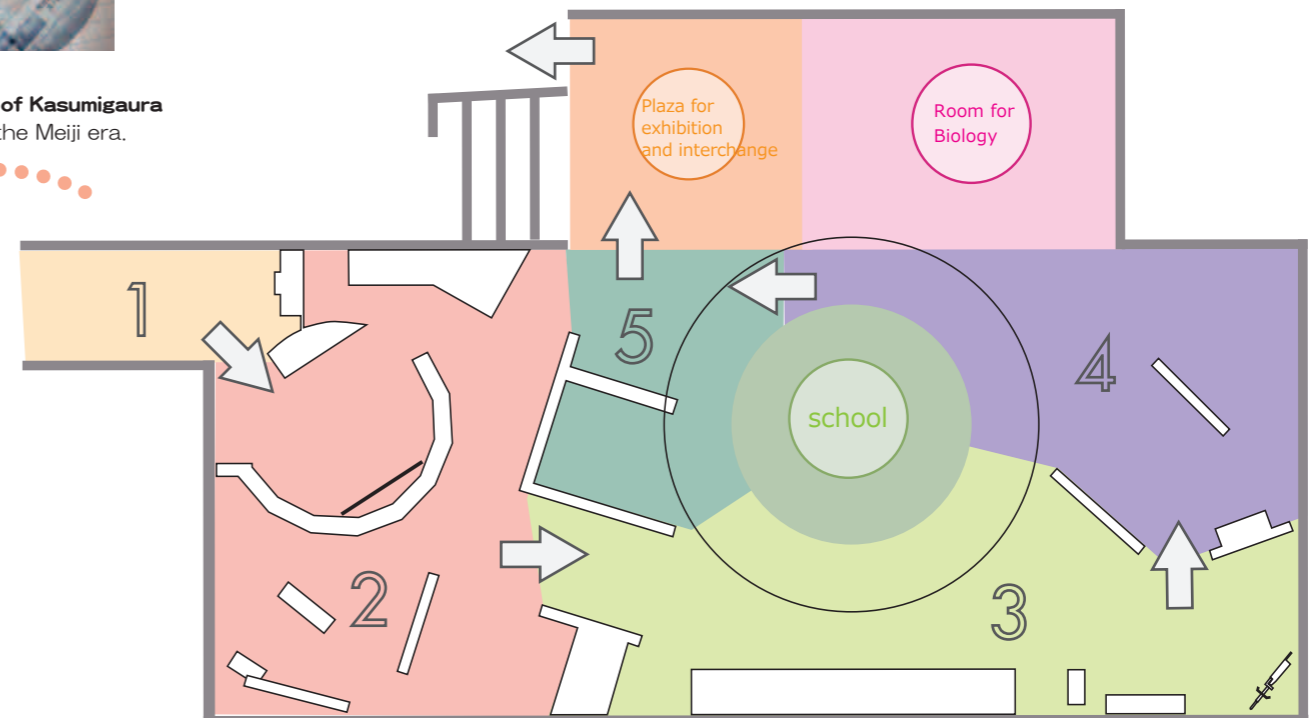 of Kasumigaura
the Meiji era.
Plaza for
exhibition
and interchange
Room for
Biology
1
5
4
school
2
3